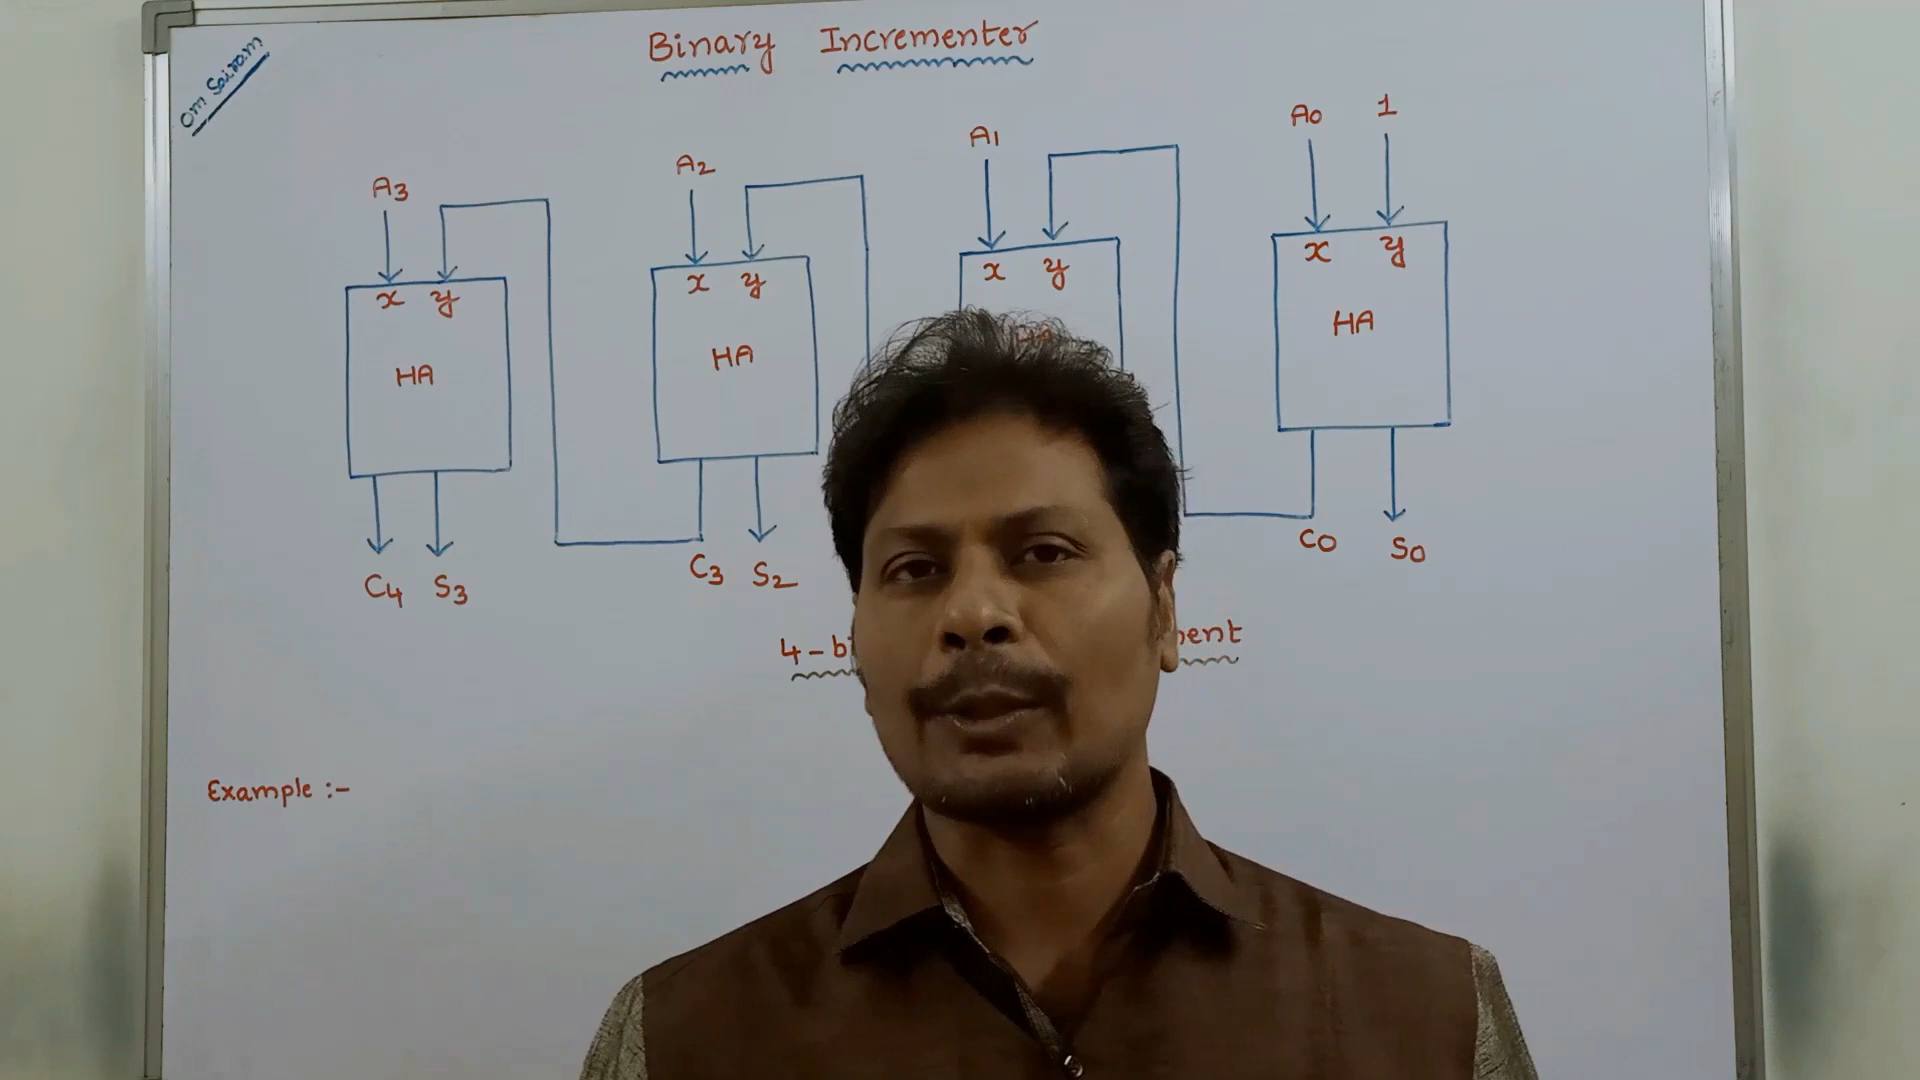 Om Sairam
Binary Incrementer
A3 A2 A1 A0 1
x y x y x y x y
HA HA HA HA
C4 S3 C3 S2 C0 S0
Example :-